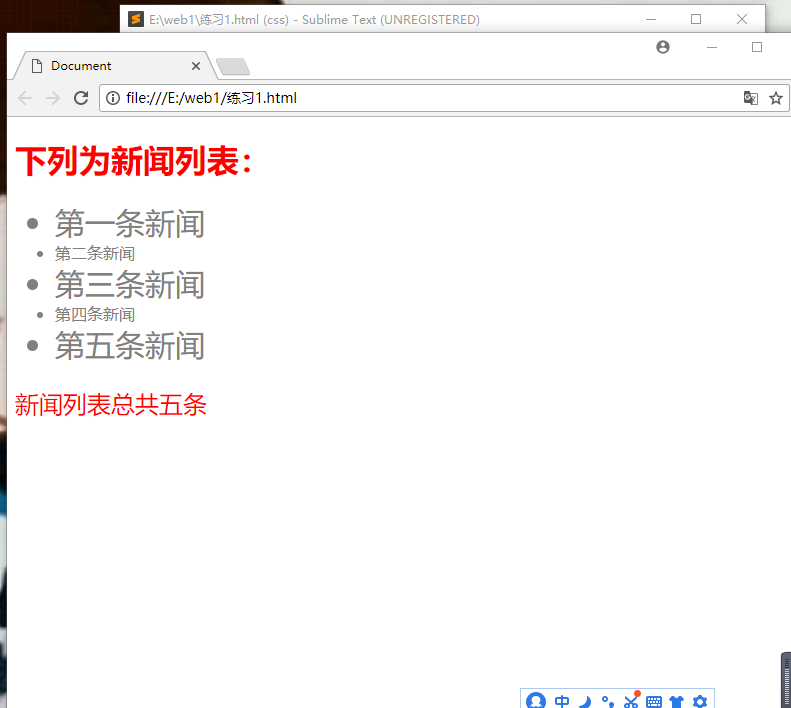 E:\web1\练习1.html (css) - Sublime Text (UNREGISTERED)
Document
file:///E:/web1/练习1.html
下列为新闻列表：
第一条新闻
第二条新闻
第三条新闻
第四条新闻
第五条新闻
新闻列表总共五条
中